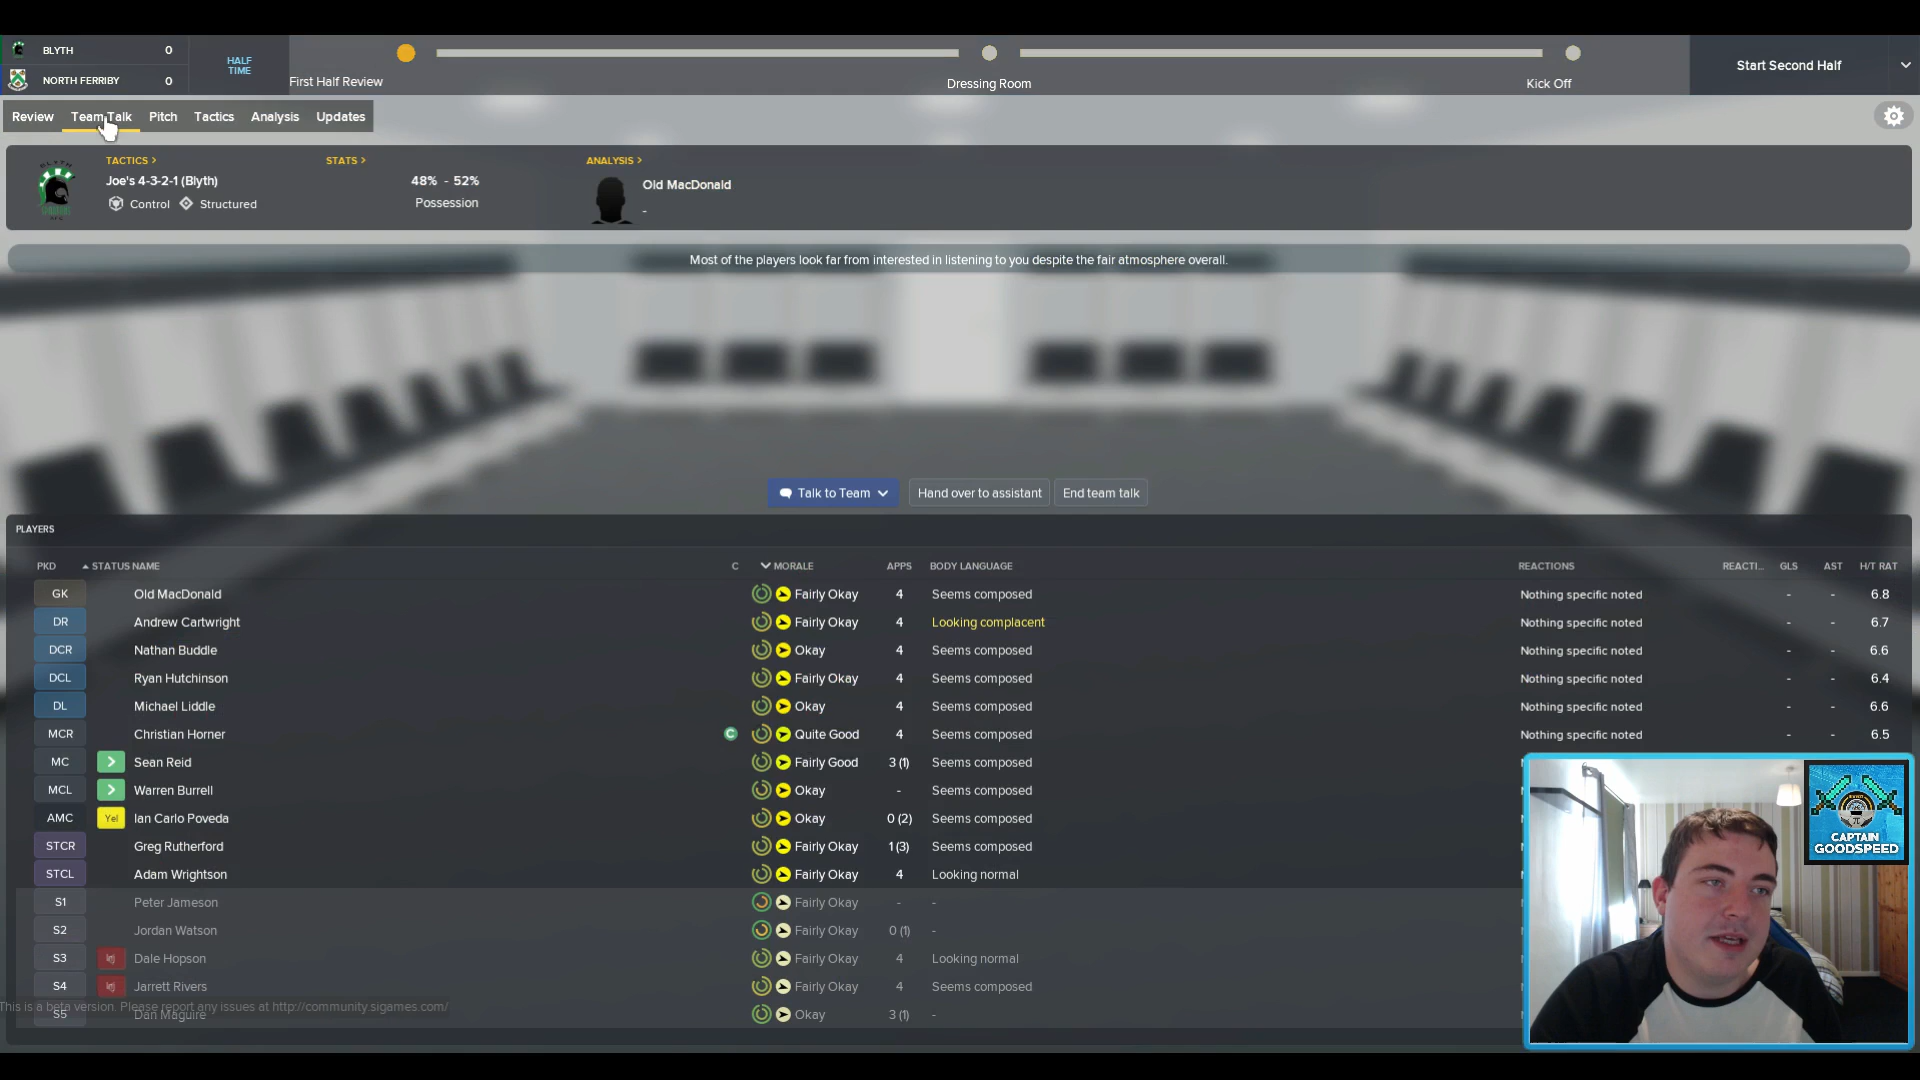 BLYTH 0
NORTH FERRIBY 0
HALF TIME
First Half Review
Dressing Room
Kick Off
Start Second Half
Review Team Talk Pitch Tactics Analysis Updates
TACTICS > STATS > ANALYSIS >
Joe's 4-3-2-1 (Blyth) 48% - 52% Old MacDonald
Control Structured Possession -
Most of the players look far from interested in listening to you despite the fair atmosphere overall.
Talk to Team Hand over to assistant End team talk
PLAYERS
PKD STATUS NAME C MORALE APPS BODY LANGUAGE REACTIONS REACTI... GLS AST H/T RAT
GK Old MacDonald Fairly Okay 4 Seems composed Nothing specific noted - - 6.8
DR Andrew Cartwright Fairly Okay 4 Looking complacent Nothing specific noted - - 6.7
DCR Nathan Buddle Okay 4 Seems composed Nothing specific noted - - 6.6
DCL Ryan Hutchinson Fairly Okay 4 Seems composed Nothing specific noted - - 6.4
DL Michael Liddle Okay 4 Seems composed Nothing specific noted - - 6.6
MCR Christian Horner C Quite Good 4 Seems composed Nothing specific noted - - 6.5
MC Sean Reid Fairly Good 3 (1) Seems composed
MCL Warren Burrell Okay - Seems composed
AMC Yel Ian Carlo Poveda Okay 0 (2) Seems composed
STCR Greg Rutherford Fairly Okay 1 (3) Seems composed
STCL Adam Wrightson Fairly Okay 4 Looking normal
S1 Peter Jameson Fairly Okay - -
S2 Jordan Watson Fairly Okay 0 (1) -
S3 Dale Hopson Fairly Okay 4 Looking normal
S4 Jarrett Rivers Fairly Okay 4 Seems composed
This is a beta version. Please report any issues at http://community.sigames.com/
S5 Dan Maguire Okay 3 (1) -
CAPTAIN
GOODSPEED